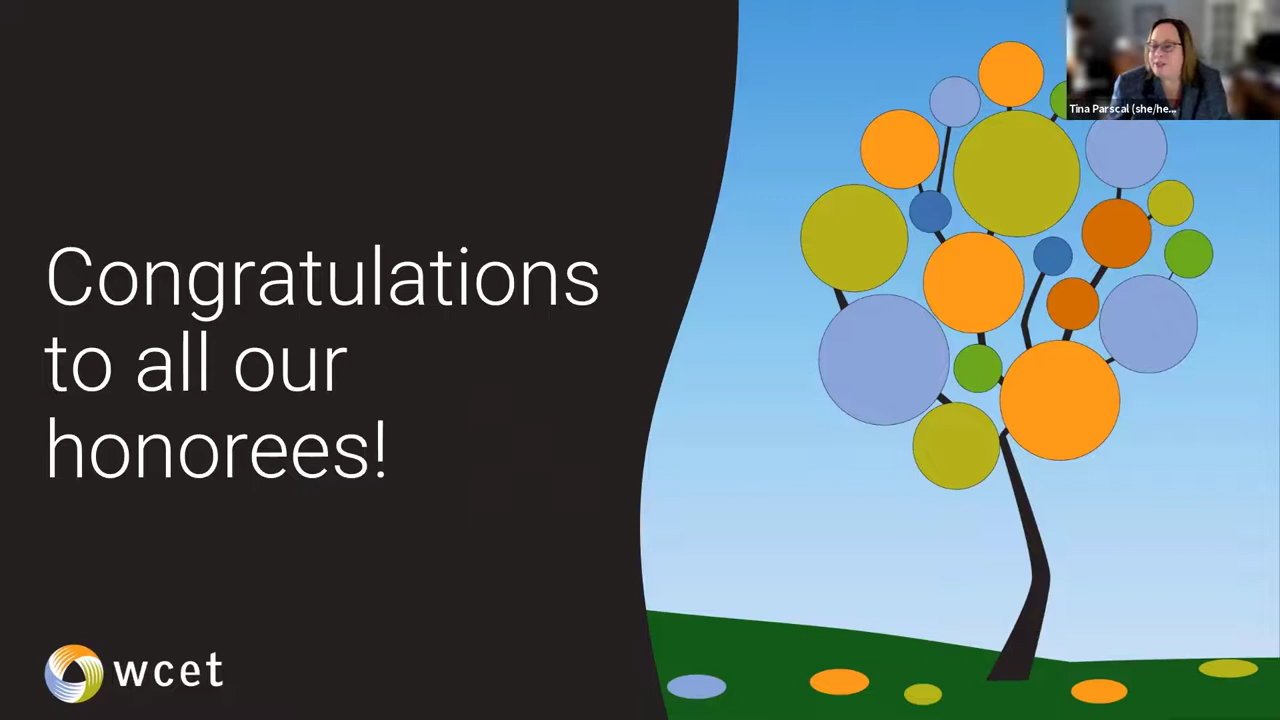 Tina Parscal (she/he...
Congratulations
to all our
honorees!
wcet